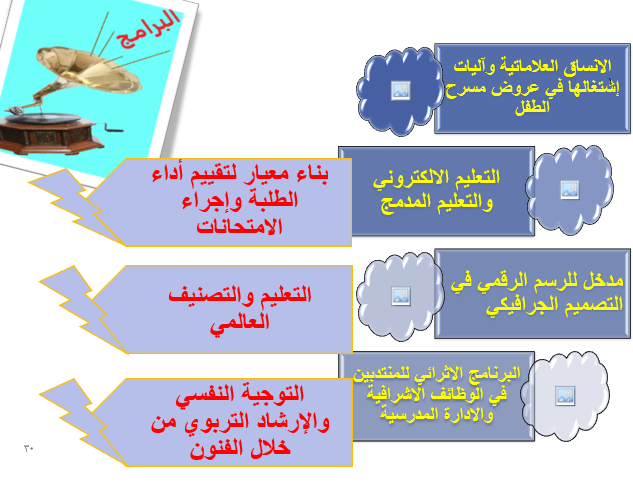 البرامج
الانساق العلاماتية وآليات
إشتغالها في عروض مسرح
الطفل
التعليم الالكتروني
والتعليم المدمج
مدخل للرسم الرقمي في
التصميم الجرافيكي
البرنامج الاثرائي للمنتدبين
في الوظائف الاشرافية
والادارة المدرسية
بناء معيار لتقييم أداء
الطلبة وإجراء
الامتحانات
التعليم والتصنيف
العالمي
التوجية النفسي
والإرشاد التربوي من
خلال الفنون
٣٠